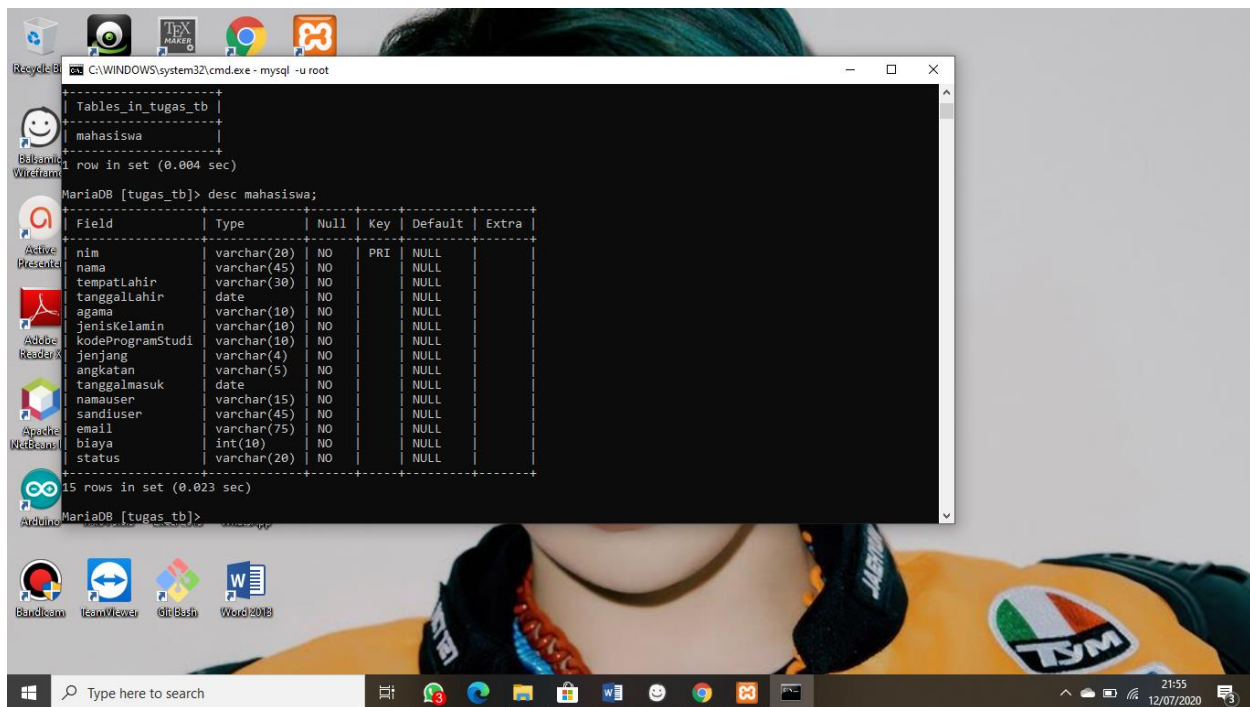 TEX
MAKER
Recycle Bi
C:\WINDOWS\system32\cmd.exe - mysql -u root
+--------------------+
| Tables_in_tugas_tb |
+--------------------+
| mahasiswa |
+--------------------+
1 row in set (0.004 sec)
MariaDB [tugas_tb]> desc mahasiswa;
+------------------+-------------+------+-----+---------+-------+
| Field | Type | Null | Key | Default | Extra |
+------------------+-------------+------+-----+---------+-------+
| nim | varchar(20) | NO | PRI | NULL | |
| nama | varchar(45) | NO | | NULL | |
| tempatLahir | varchar(30) | NO | | NULL | |
| tanggalLahir | date | NO | | NULL | |
| agama | varchar(10) | NO | | NULL | |
| jenisKelamin | varchar(10) | NO | | NULL | |
| kodeProgramStudi | varchar(10) | NO | | NULL | |
| jenjang | varchar(4) | NO | | NULL | |
| angkatan | varchar(5) | NO | | NULL | |
| tanggalmasuk | date | NO | | NULL | |
| namauser | varchar(15) | NO | | NULL | |
| sandiuser | varchar(45) | NO | | NULL | |
| email | varchar(75) | NO | | NULL | |
| biaya | int(10) | NO | | NULL | |
| status | varchar(20) | NO | | NULL | |
+------------------+-------------+------+-----+---------+-------+
15 rows in set (0.023 sec)
MariaDB [tugas_tb]>
Balsamiq
Wireframe
Active
Presente
Adobe
Reader X
Apache
NetBeans I
Arduino
Bandicam
TeamViewer
Git Bash
Word 2013
TYM
Type here to search
3
21:55
12/07/2020
3